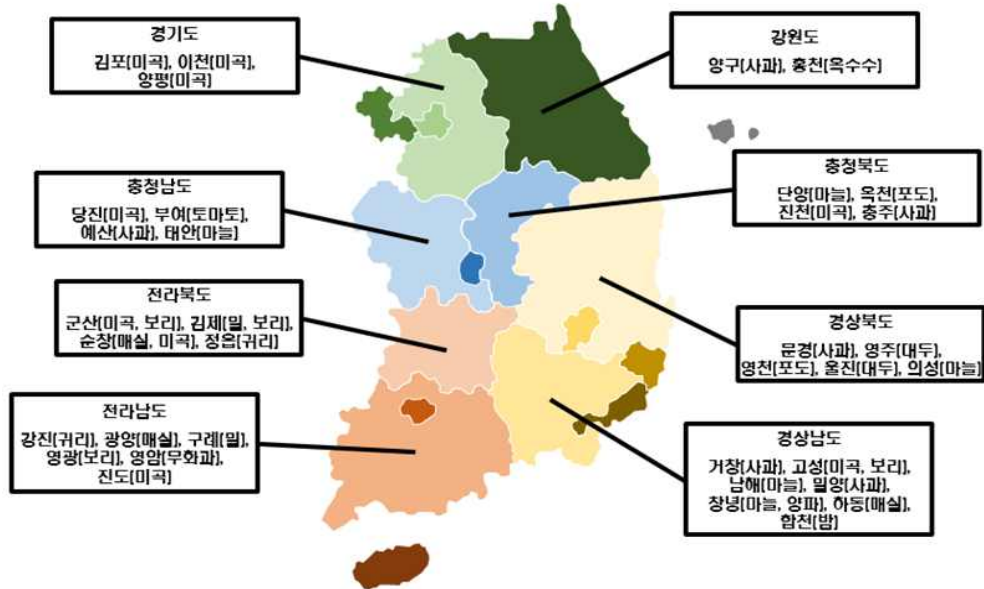 경기도
김포[미곡], 이천[미곡],
양평[미곡]
강원도
양구[사과], 홍천[옥수수]
충청남도
당진[미곡], 부여[토마토],
예산[사과], 태안[마늘]
충청북도
단양[마늘], 옥천[포도],
진천[미곡], 충주[사과]
전라북도
군산[미곡, 보리], 김제[밀, 보리],
순창[매실, 미곡], 정읍[귀리]
경상북도
문경[사과], 영주[대두],
영천[포도], 울진[대두], 의성[마늘]
전라남도
강진[귀리], 광양[매실], 구례[밀],
영광[보리], 영암[무화과],
진도[미곡]
경상남도
거창[사과], 고성[미곡, 보리],
남해[마늘], 밀양[사과],
창녕[마늘, 양파], 하동[매실],
합천[밤]